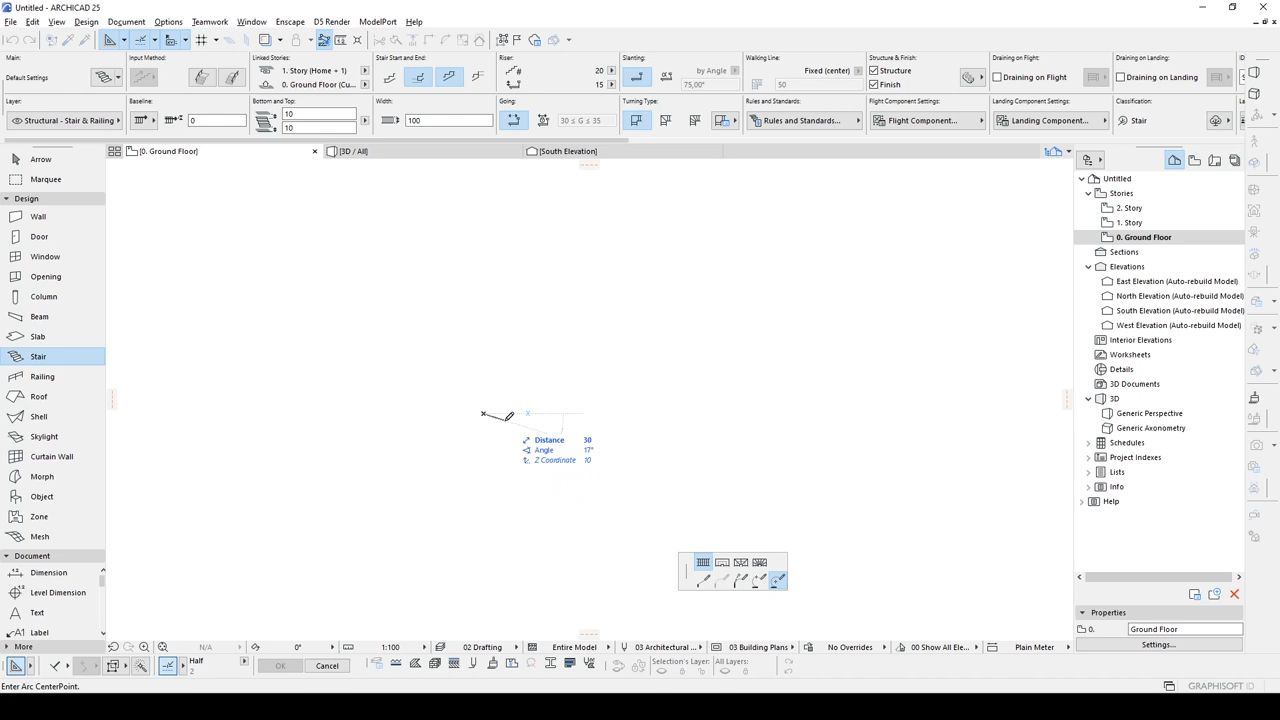 Untitled - ARCHICAD 25
File Edit View Design Document Options Teamwork Window Enscape D5 Render ModelPort Help
Main: Input Method: Linked Stories: Stair Start and End: Riser: Slanting: Walking Line: Structure & Finish: Draining on Flight: Draining on Landing:
Default Settings 1. Story (Home + 1) 20 by Angle Fixed (center) Structure Draining on Flight Draining on Landing
0. Ground Floor (Cu... 15 75,00° 50 Finish
Layer: Baseline: Bottom and Top: Width: Going: Turning Type: Rules and Standards: Flight Component Settings: Landing Component Settings: Classification:
Structural - Stair & Railing 0 10 100 30 ≤ G ≤ 35 Rules and Standards... Flight Component... Landing Component... Stair
10
[0. Ground Floor] [3D / All] [South Elevation]
Arrow
Marquee
Design
Wall
Door
Window
Opening
Column
Beam
Slab
Stair
Railing
Roof
Shell
Skylight
Curtain Wall
Morph
Object
Zone
Mesh
Document
Dimension
Level Dimension
Text
Label
More
Distance 30
Angle 17°
Z Coordinate 10
Untitled
Stories
2. Story
1. Story
0. Ground Floor
Sections
Elevations
East Elevation (Auto-rebuild Model)
North Elevation (Auto-rebuild Model)
South Elevation (Auto-rebuild Model)
West Elevation (Auto-rebuild Model)
Interior Elevations
Worksheets
Details
3D Documents
3D
Generic Perspective
Generic Axonometry
Schedules
Project Indexes
Lists
Info
Help
Properties
0. Ground Floor
Settings...
N/A 0° 1:100 02 Drafting Entire Model 03 Architectural ... 03 Building Plans No Overrides 00 Show All Ele... Plain Meter
Half
2
OK Cancel Selection's Layer: All Layers:
Enter Arc CenterPoint.
GRAPHISOFT ID